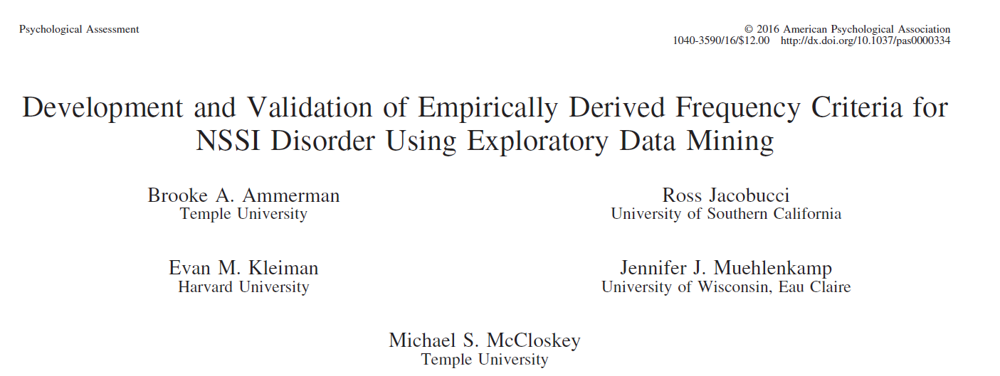 Psychological Assessment
© 2016 American Psychological Association
1040-3590/16/$12.00 http://dx.doi.org/10.1037/pas0000334
Development and Validation of Empirically Derived Frequency Criteria for
NSSI Disorder Using Exploratory Data Mining
Brooke A. Ammerman
Temple University
Ross Jacobucci
University of Southern California
Evan M. Kleiman
Harvard University
Jennifer J. Muehlenkamp
University of Wisconsin, Eau Claire
Michael S. McCloskey
Temple University